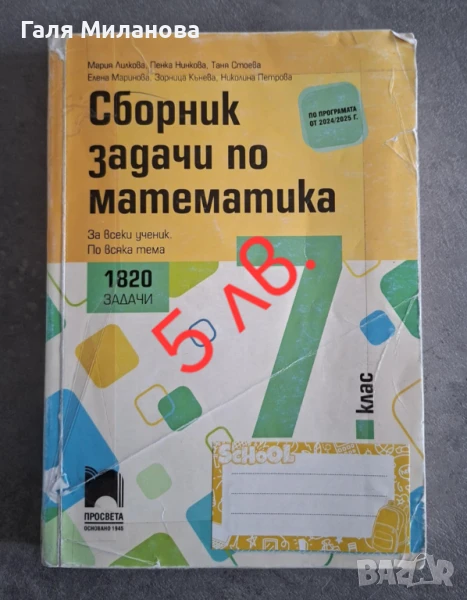 Галя Миланова
Мария Лилкова, Пенка Нинкова, Таня Стоева
Елена Маринова, Зорница Кънева, Николина Петрова
Сборник
задачи по
математика
ПО ПРОГРАМАТА
ОТ 2024/2025 Г.
За всеки ученик.
По всяка тема
1820
ЗАДАЧИ
7.
клас
5 лв.
SCHOOL
ПРОСВЕТА
ОСНОВАНО 1945
BAZAR